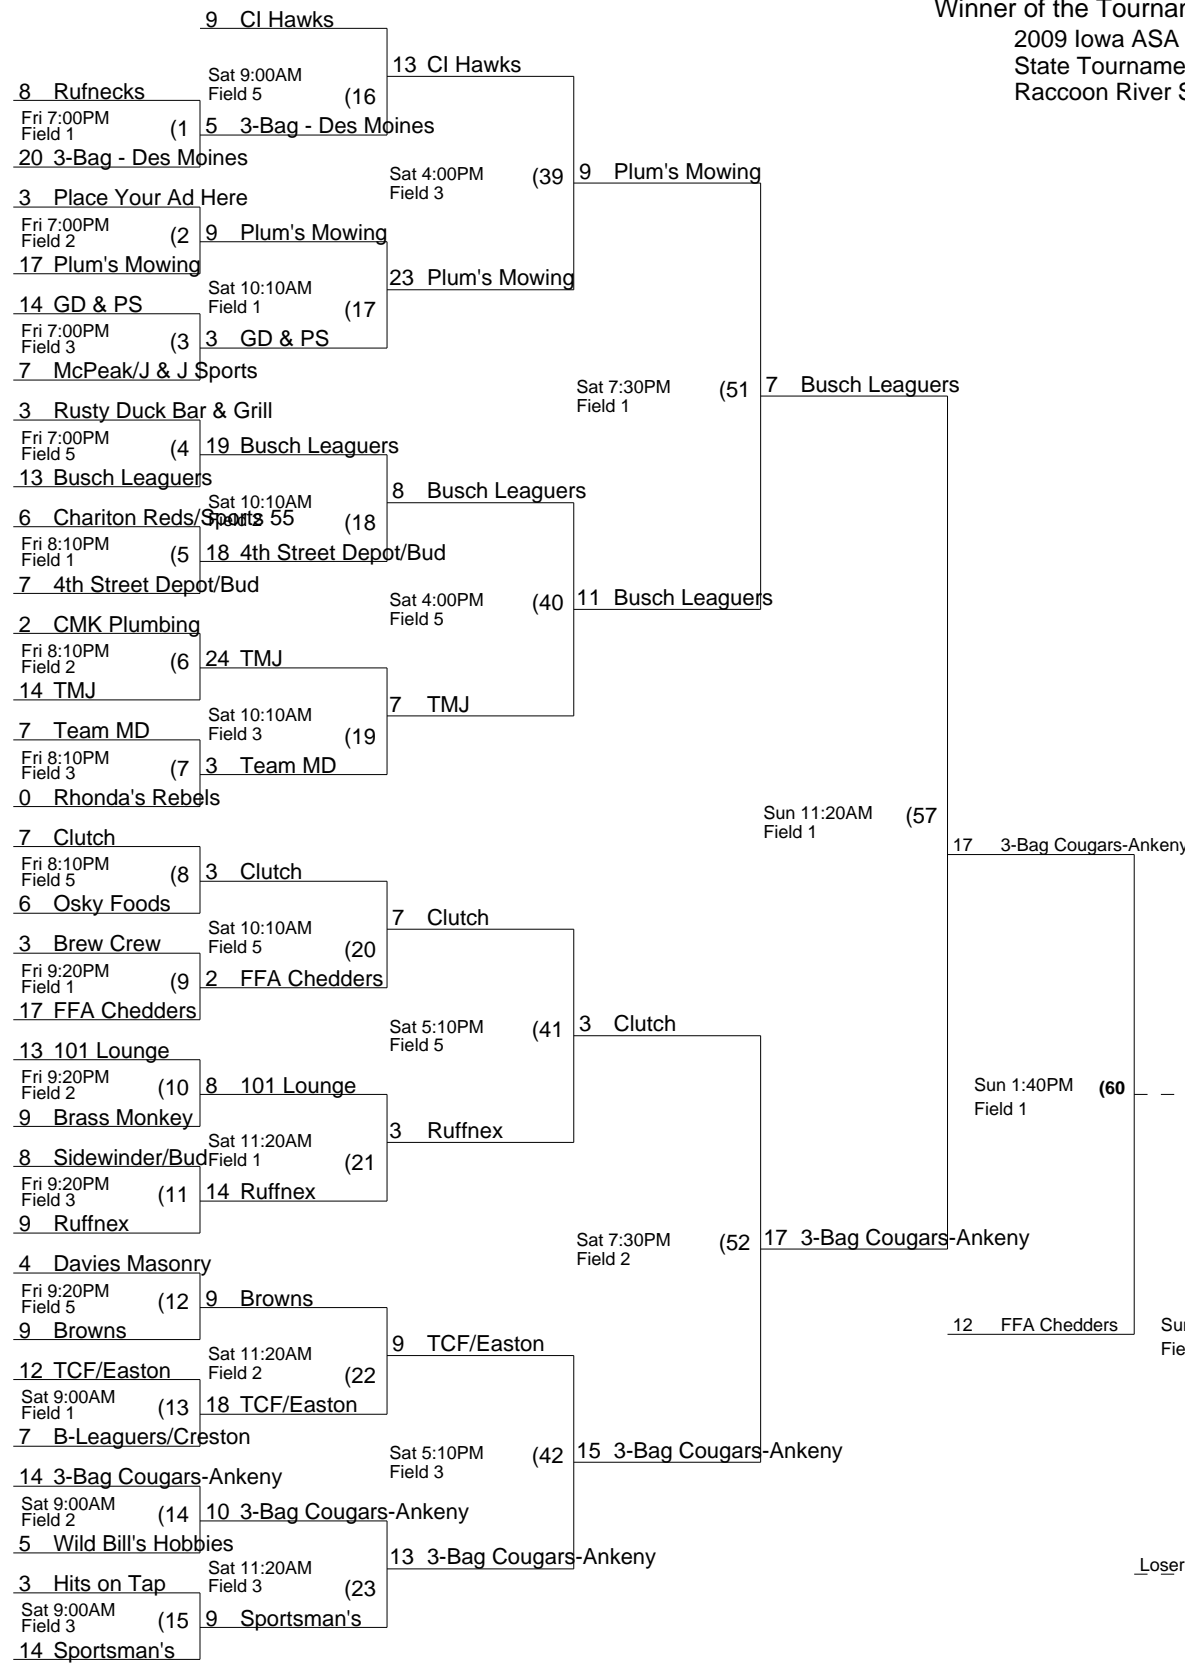 9 CI Hawks
Winner of the Tourna
2009 Iowa ASA
State Tourname
Raccoon River
13 CI Hawks
Sat 9:00AM
Field 5 (16
8 Rufnecks
Fri 7:00PM
Field 1 (1
5 3-Bag - Des Moines
20 3-Bag - Des Moines
Sat 4:00PM
Field 3 (39
9 Plum's Mowing
3 Place Your Ad Here
Fri 7:00PM
Field 2 (2
9 Plum's Mowing
17 Plum's Mowing
Sat 10:10AM
Field 1 (17
23 Plum's Mowing
14 GD & PS
Fri 7:00PM
Field 3 (3
3 GD & PS
7 McPeak/J & J Sports
Sat 7:30PM
Field 1 (51
7 Busch Leaguers
3 Rusty Duck Bar & Grill
Fri 7:00PM
Field 5 (4
19 Busch Leaguers
13 Busch Leaguers
Sat 10:10AM
Field 2 (18
8 Busch Leaguers
6 Chariton Reds/Sports 55
Fri 8:10PM
Field 1 (5
18 4th Street Depot/Bud
7 4th Street Depot/Bud
Sat 4:00PM
Field 5 (40
11 Busch Leaguers
2 CMK Plumbing
Fri 8:10PM
Field 2 (6
24 TMJ
14 TMJ
Sat 10:10AM
Field 3 (19
7 TMJ
7 Team MD
Fri 8:10PM
Field 3 (7
3 Team MD
0 Rhonda's Rebels
Sun 11:20AM
Field 1 (57
17 3-Bag Cougars-Ankeny
7 Clutch
Fri 8:10PM
Field 5 (8
3 Clutch
6 Osky Foods
Sat 10:10AM
Field 5 (20
7 Clutch
3 Brew Crew
Fri 9:20PM
Field 1 (9
2 FFA Chedders
17 FFA Chedders
Sat 5:10PM
Field 5 (41
3 Clutch
13 101 Lounge
Fri 9:20PM
Field 2 (10
8 101 Lounge
9 Brass Monkey
Sat 11:20AM
Field 1 (21
3 Ruffnex
8 Sidewinder/Bud
Fri 9:20PM
Field 3 (11
14 Ruffnex
9 Ruffnex
Sun 1:40PM
Field 1 (60
Sat 7:30PM
Field 2 (52
17 3-Bag Cougars-Ankeny
4 Davies Masonry
Fri 9:20PM
Field 5 (12
9 Browns
9 Browns
Sat 11:20AM
Field 2 (22
9 TCF/Easton
12 FFA Chedders
Sun
Fie
12 TCF/Easton
Sat 9:00AM
Field 1 (13
18 TCF/Easton
7 B-Leaguers/Creston
Sat 5:10PM
Field 3 (42
15 3-Bag Cougars-Ankeny
14 3-Bag Cougars-Ankeny
Sat 9:00AM
Field 2 (14
10 3-Bag Cougars-Ankeny
5 Wild Bill's Hobbies
Sat 11:20AM
Field 3 (23
13 3-Bag Cougars-Ankeny
3 Hits on Tap
Sat 9:00AM
Field 3 (15
9 Sportsman's
14 Sportsman's
Loser